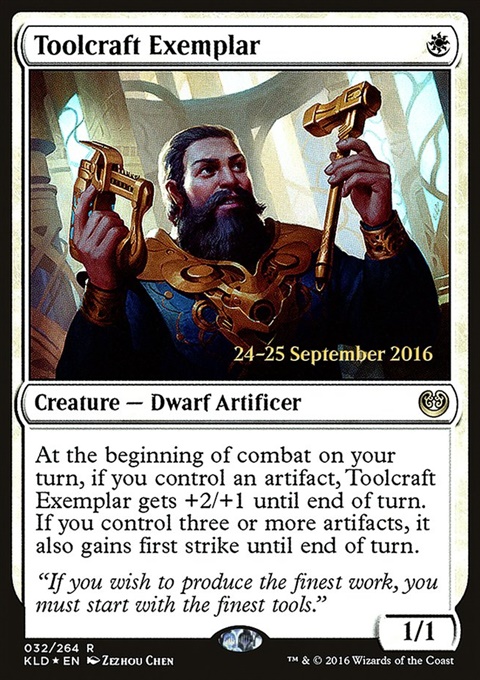 Toolcraft Exemplar
24–25 September 2016
Creature — Dwarf Artificer
At the beginning of combat on your
turn, if you control an artifact, Toolcraft
Exemplar gets +2/+1 until end of turn.
If you control three or more artifacts, it
also gains first strike until end of turn.
“If you wish to produce the finest work, you
must start with the finest tools.”
1/1
032/264 R
KLD ★ EN Zezhou Chen
™ & © 2016 Wizards of the Coast